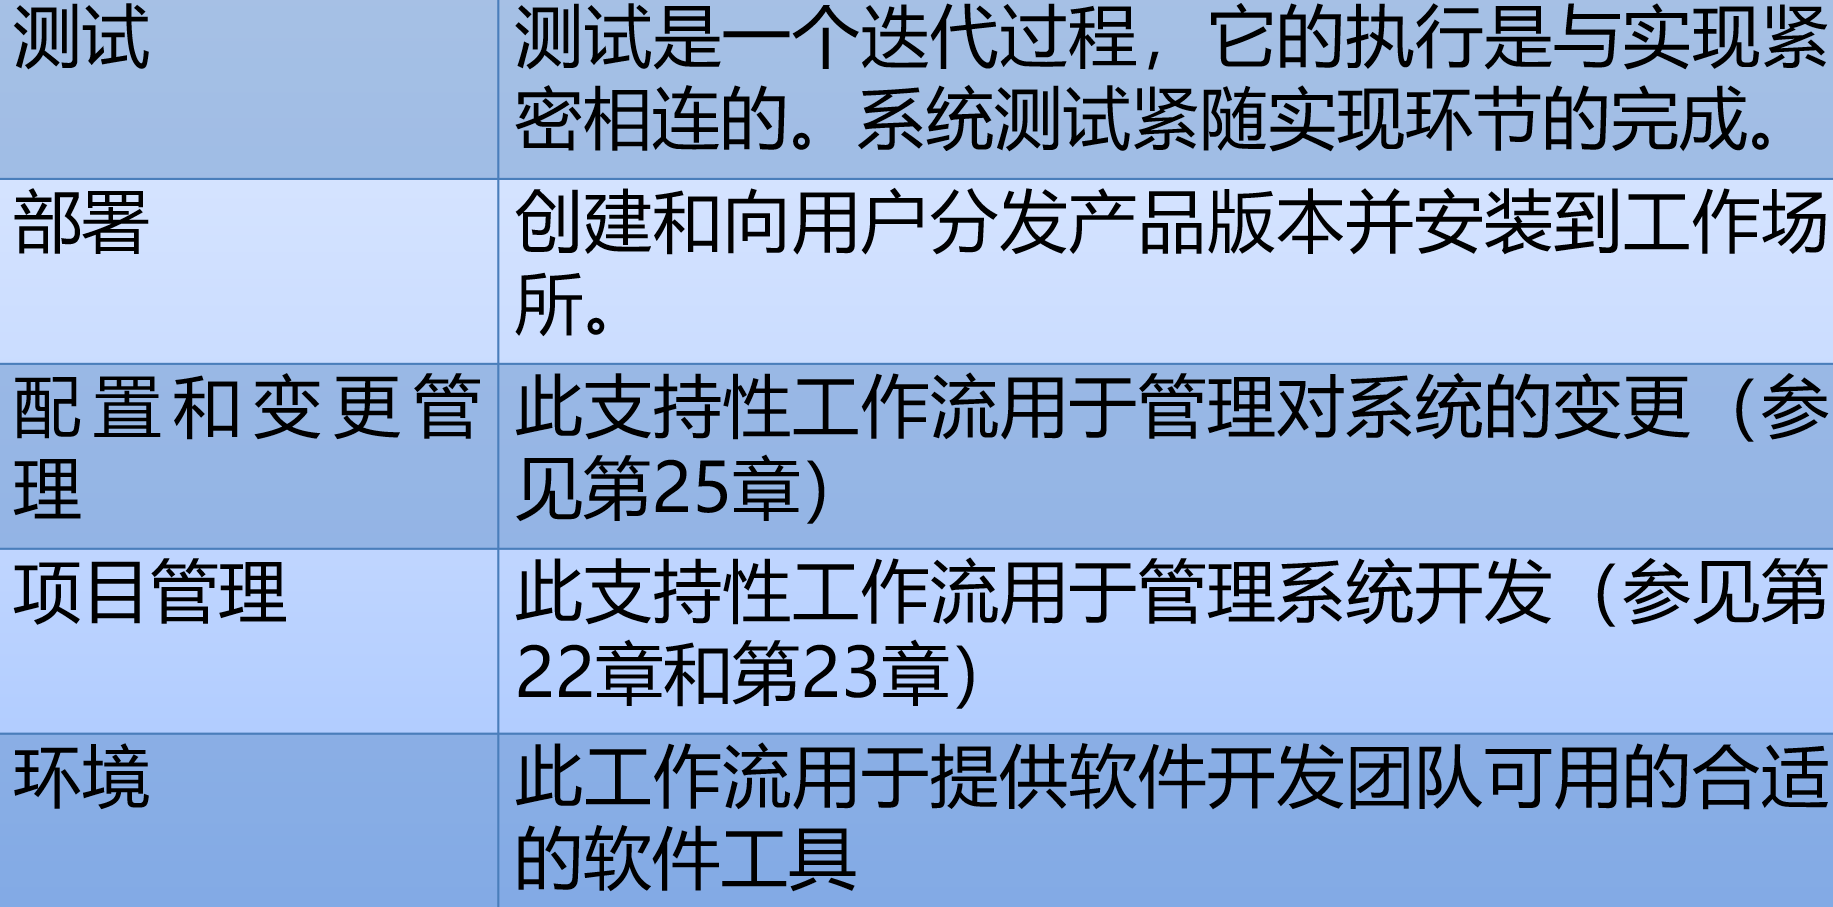 测试
测试是一个迭代过程，它的执行是与实现紧
密相连的。系统测试紧随实现环节的完成。
部署
创建和向用户分发产品版本并安装到工作场
所。
配置和变更管
理
此支持性工作流用于管理对系统的变更（参
见第25章）
项目管理
此支持性工作流用于管理系统开发（参见第
22章和第23章）
环境
此工作流用于提供软件开发团队可用的合适
的软件工具